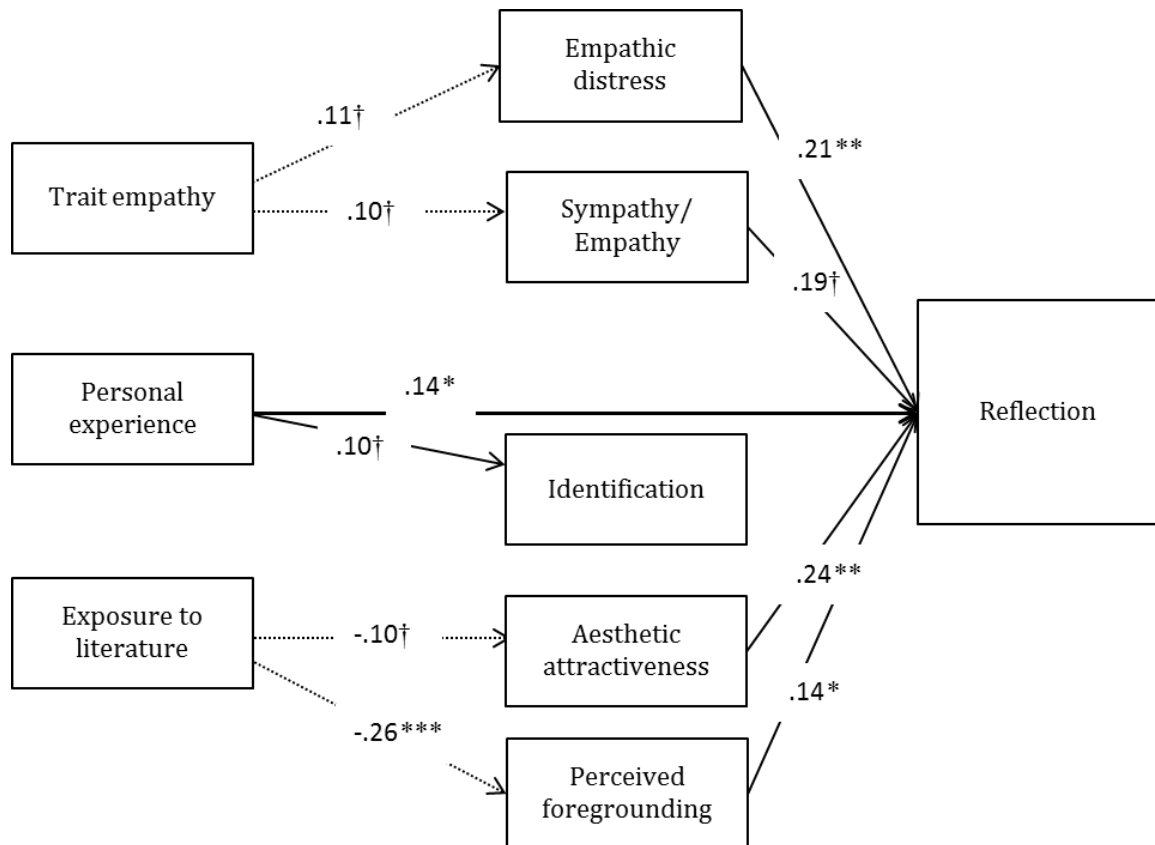 Empathic
distress
.11†
.21**
Trait empathy
.10†
Sympathy/
Empathy
.19†
Personal
experience
.14*
.10†
Reflection
Identification
.24**
Exposure to
literature
-.10†
Aesthetic
attractiveness
.14*
-.26***
Perceived
foregrounding